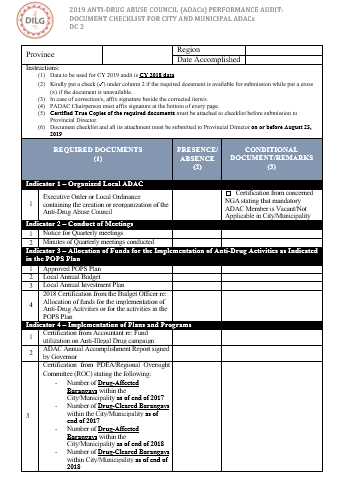 DILG
2019 ANTI-DRUG ABUSE COUNCIL (ADACs) PERFORMANCE AUDIT:
DOCUMENT CHECKLIST FOR CITY AND MUNICIPAL ADACs
DC 2
Province
Region
Date Accomplished
Instructions:
(1) Data to be used for CY 2019 audit is CY 2018 data
(2) Kindly put a check (✓) under column 2 if the required document is available for submission while put a cross
(x) if the document is unavailable.
(3) In case of correction/s, affix signature beside the corrected item/s.
(4) PADAC Chairperson must affix signature at the bottom of every page.
(5) Certified True Copies of the required documents must be attached to checklist before submission to
Provincial Director.
(6) Document checklist and all its attachment must be submitted to Provincial Director on or before August 23,
2019
REQUIRED DOCUMENTS
(1)
PRESENCE/
ABSENCE
(2)
CONDITIONAL
DOCUMENT/REMARKS
(3)
Indicator 1 – Organized Local ADAC
1
Executive Order or Local Ordinance
containing the creation or reorganization of the
Anti-Drug Abuse Council
Certification from concerned
NGA stating that mandatory
ADAC Member is Vacant/Not
Applicable in City/Municipality
Indicator 2 – Conduct of Meetings
1 Notice for Quarterly meetings
2 Minutes of Quarterly meetings conducted
Indicator 3 – Allocation of Funds for the Implementation of Anti-Drug Activities as Indicated
in the POPS Plan
1 Approved POPS Plan
2 Local Annual Budget
3 Local Annual Investment Plan
4
2018 Certification from the Budget Officer re:
Allocation of funds for the implementation of
Anti-Drug Activities or for the activities in the
POPS Plan
Indicator 4 – Implementation of Plans and Programs
1
Certification from Accountant re: Fund
utilization on Anti-Illegal Drug campaign
2
ADAC Annual Accomplishment Report signed
by Governor
3
Certification from PDEA/Regional Oversight
Committee (ROC) stating the following:
- Number of Drug-Affected
Barangays within the
City/Municipality as of end of 2017
- Number of Drug-Cleared Barangays
within the City/Municipality as of
end of 2017
- Number of Drug-Affected
Barangays within the
City/Municipality as of end of 2018
- Number of Drug-Cleared Barangays
within City/Municipality as of end of
2018